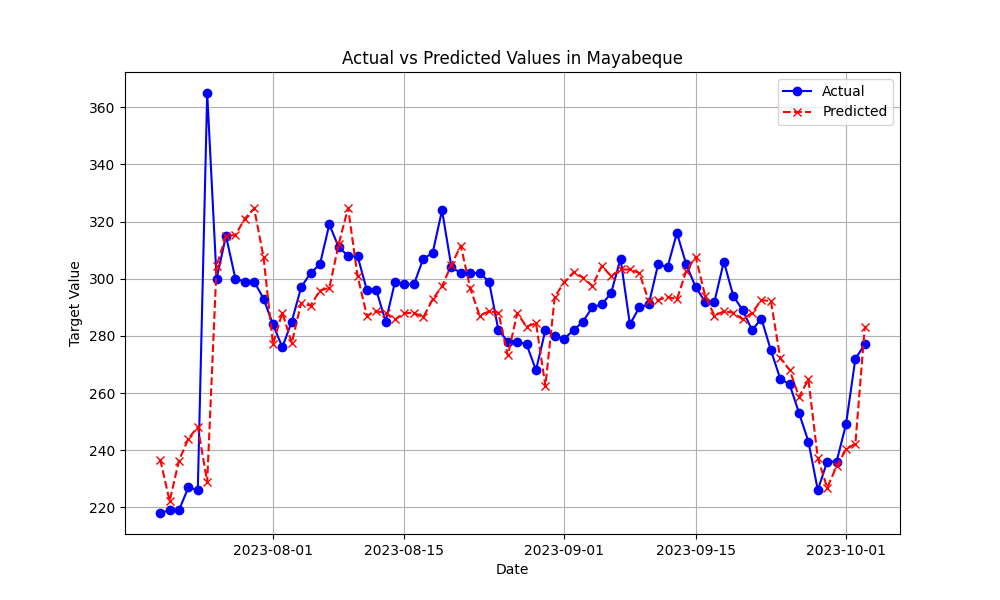 Actual vs Predicted Values in Mayabeque
Actual
Predicted
Target Value
360
340
320
300
280
260
240
220
2023-08-01
2023-08-15
2023-09-01
2023-09-15
2023-10-01
Date